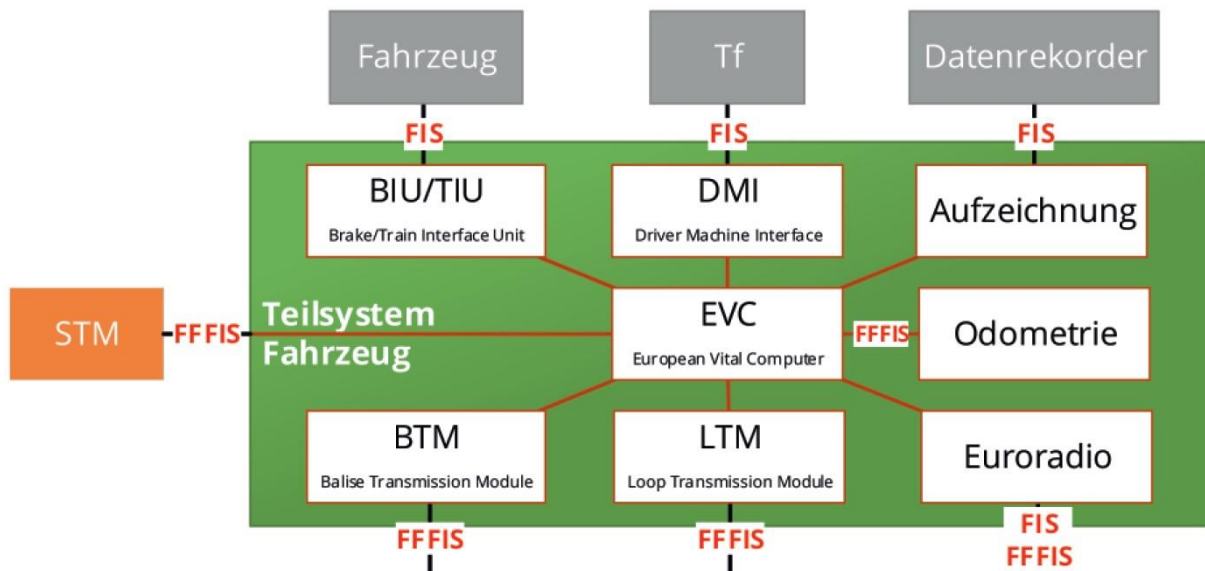 Fahrzeug
Tf
Datenrekorder
FIS
FIS
FIS
BIU/TIU
Brake/Train Interface Unit
DMI
Driver Machine Interface
Aufzeichnung
STM
FFFIS
Teilsystem
Fahrzeug
EVC
European Vital Computer
FFFIS
Odometrie
BTM
Balise Transmission Module
LTM
Loop Transmission Module
Euroradio
FFFIS
FFFIS
FIS
FFFIS